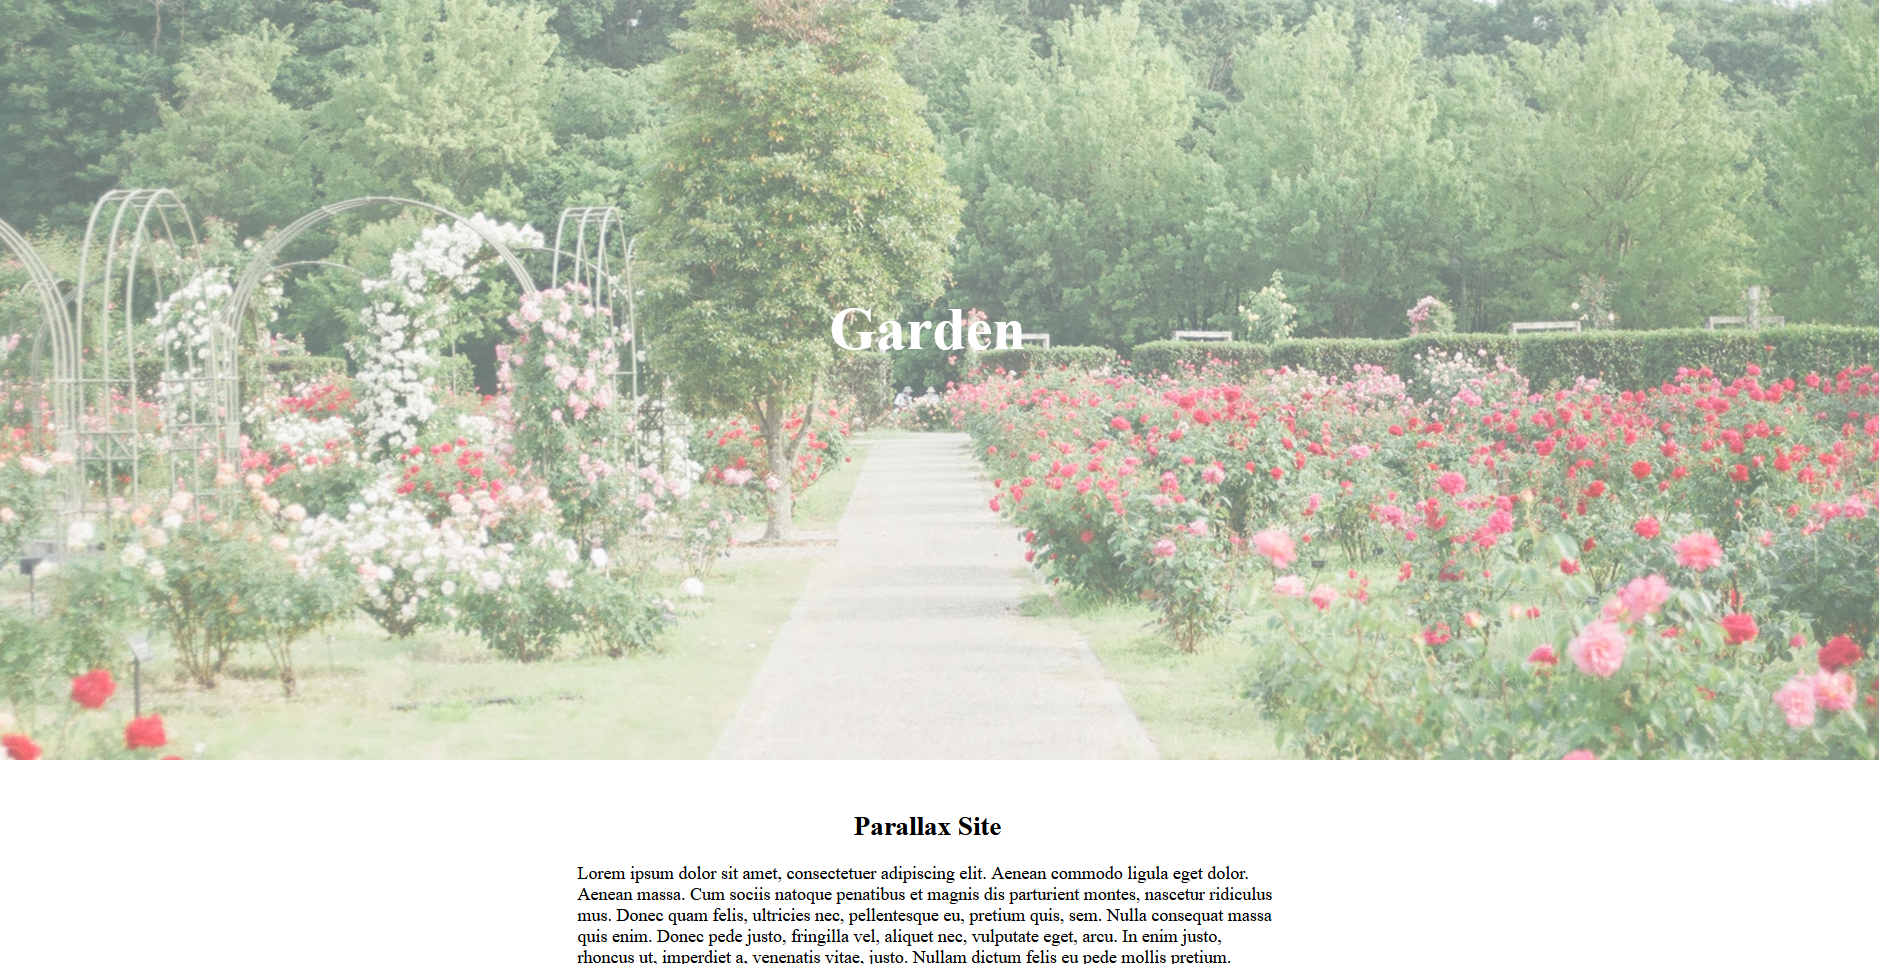 Garden
Parallax Site
Lorem ipsum dolor sit amet, consectetuer adipiscing elit. Aenean commodo ligula eget dolor.
Aenean massa. Cum sociis natoque penatibus et magnis dis parturient montes, nascetur ridiculus
mus. Donec quam felis, ultricies nec, pellentesque eu, pretium quis, sem. Nulla consequat massa
quis enim. Donec pede justo, fringilla vel, aliquet nec, vulputate eget, arcu. In enim justo,
rhoncus ut, imperdiet a, venenatis vitae, justo. Nullam dictum felis eu pede mollis pretium.